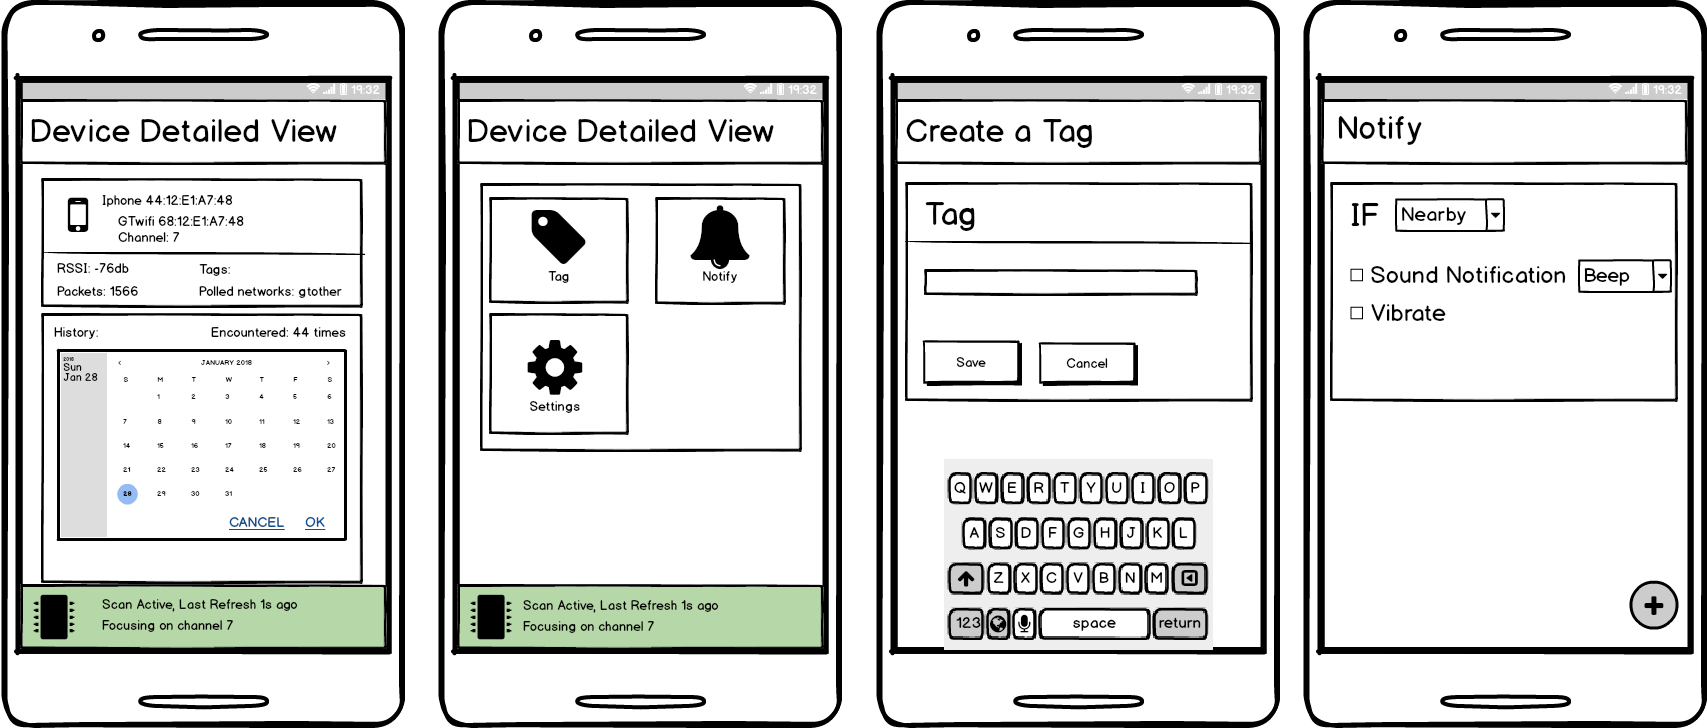 19:32
Device Detailed View
Iphone 44:12:E1:A7:48
GTwifi 68:12:E1:A7:48
Channel: 7
RSSI: -76db Tags:
Packets: 1566 Polled networks: gtother
History: Encountered: 44 times
2018
Sun
Jan 28
‹ JANUARY 2018 ›
S M T W T F S
1 2 3 4 5 6
7 8 9 10 11 12 13
14 15 16 17 18 19 20
21 22 23 24 25 26 27
28 29 30 31
CANCEL OK
Scan Active, Last Refresh 1s ago
Focusing on channel 7
19:32
Device Detailed View
Tag Notify
Settings
Scan Active, Last Refresh 1s ago
Focusing on channel 7
19:32
Create a Tag
Tag
Save Cancel
Q W E R T Y U I O P
A S D F G H J K L
Z X C V B N M
123 space return
19:32
Notify
IF Nearby
Sound Notification Beep
Vibrate
+